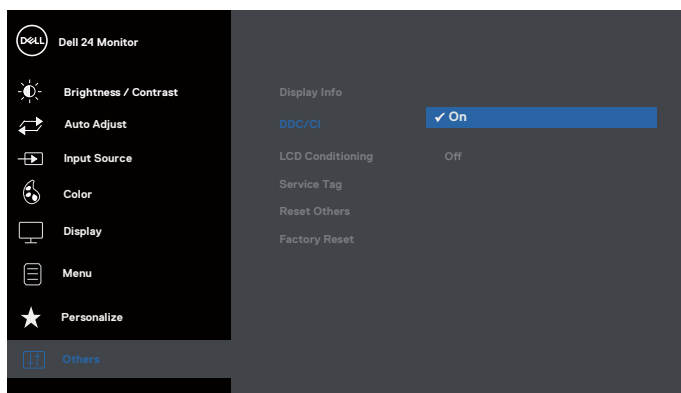 DELL
Dell 24 Monitor
Brightness / Contrast
Auto Adjust
Input Source
Color
Display
Menu
Personalize
Others
Display Info
DDC/CI
✓ On
LCD Conditioning
Off
Service Tag
Reset Others
Factory Reset